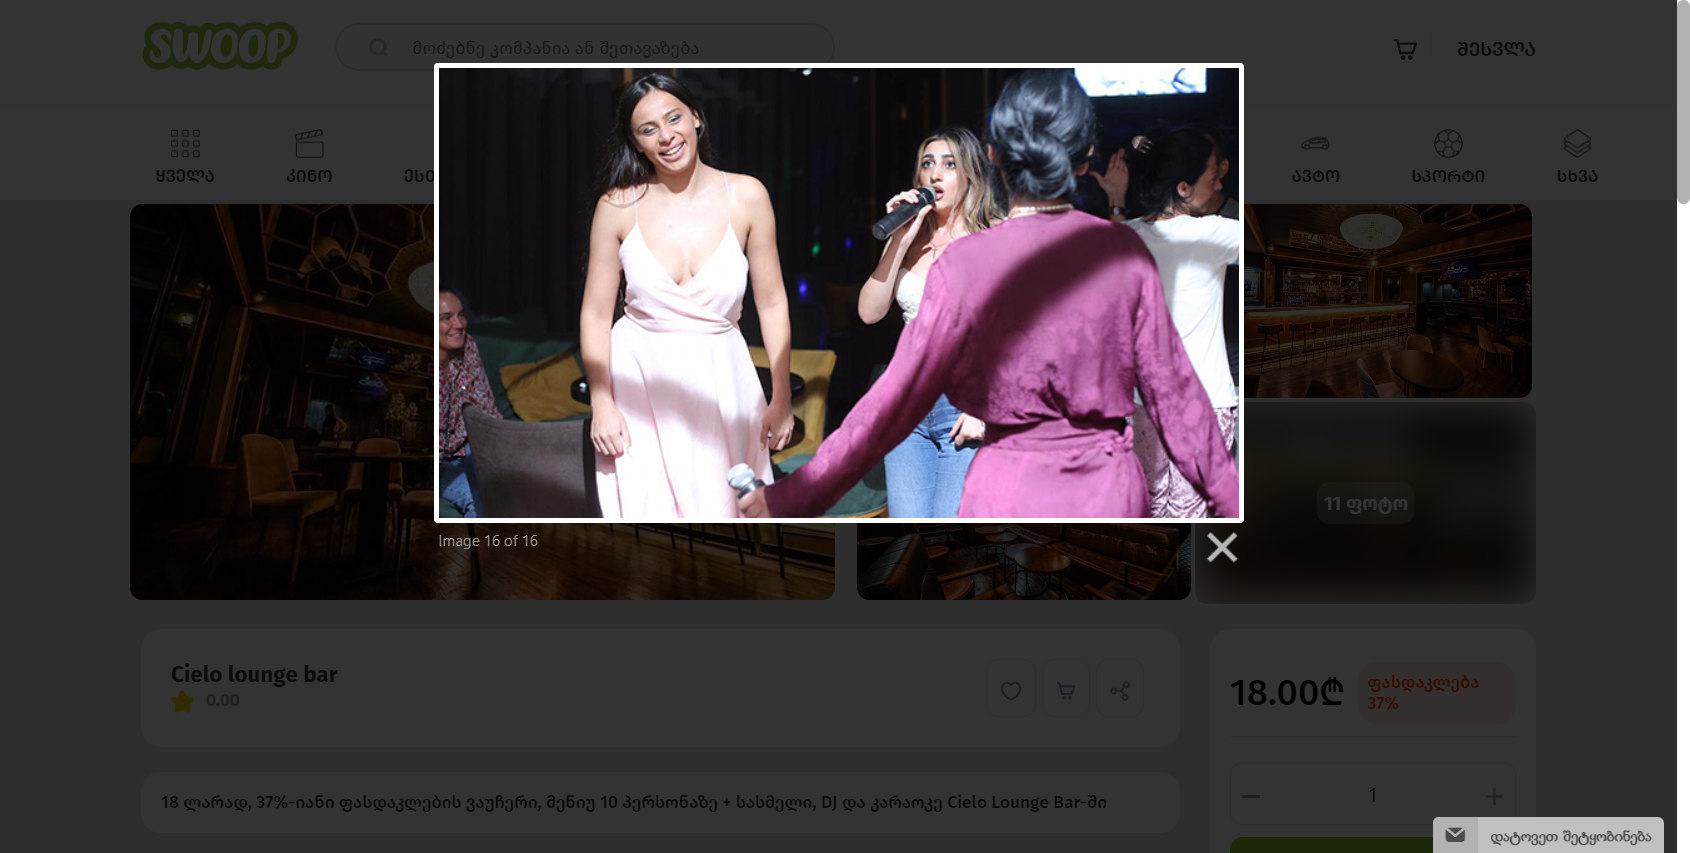 SWOOP
მოძებნე კომპანია ან შეთავაზება
ᲨᲔᲡᲕᲚᲐ
ᲧᲕᲔᲚᲐ
ᲙᲘᲜᲝ
ᲐᲕᲢᲝ
ᲡᲞᲝᲠᲢᲘ
ᲡᲮᲕᲐ
11 ფოტო
Image 16 of 16
Cielo lounge bar
0.00
18.00₾
ფასდაკლება
37%
18 ლარად, 37%-იანი ფასდაკლების ვაუჩერი, მენიუ 10 პერსონაზე + სასმელი, DJ და კარაოკე Cielo Lounge Bar-ში
1
დატოვეთ შეტყობინება